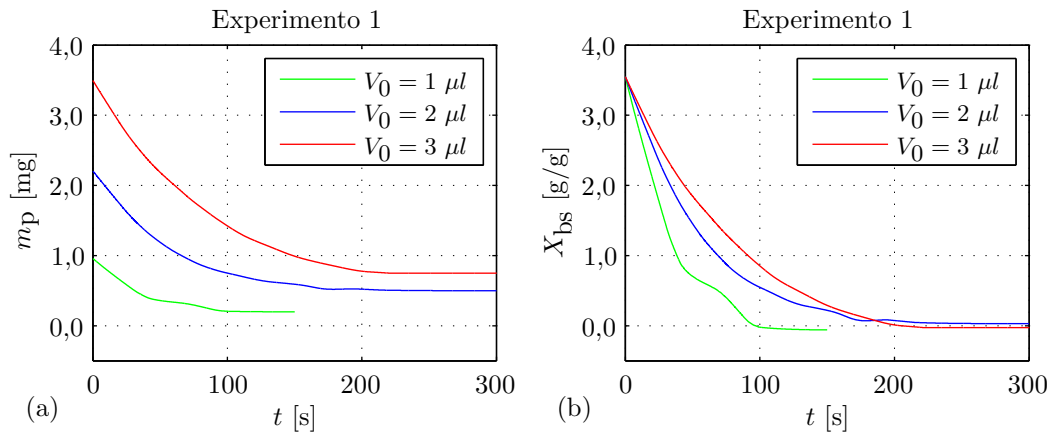 Experimento 1
4,0
3,0
2,0
1,0
0,0
m_p [mg]
V_0 = 1 μl
V_0 = 2 μl
V_0 = 3 μl
0 100 200 300
t [s]
(a)
Experimento 1
4,0
3,0
2,0
1,0
0,0
X_bs [g/g]
V_0 = 1 μl
V_0 = 2 μl
V_0 = 3 μl
0 100 200 300
t [s]
(b)